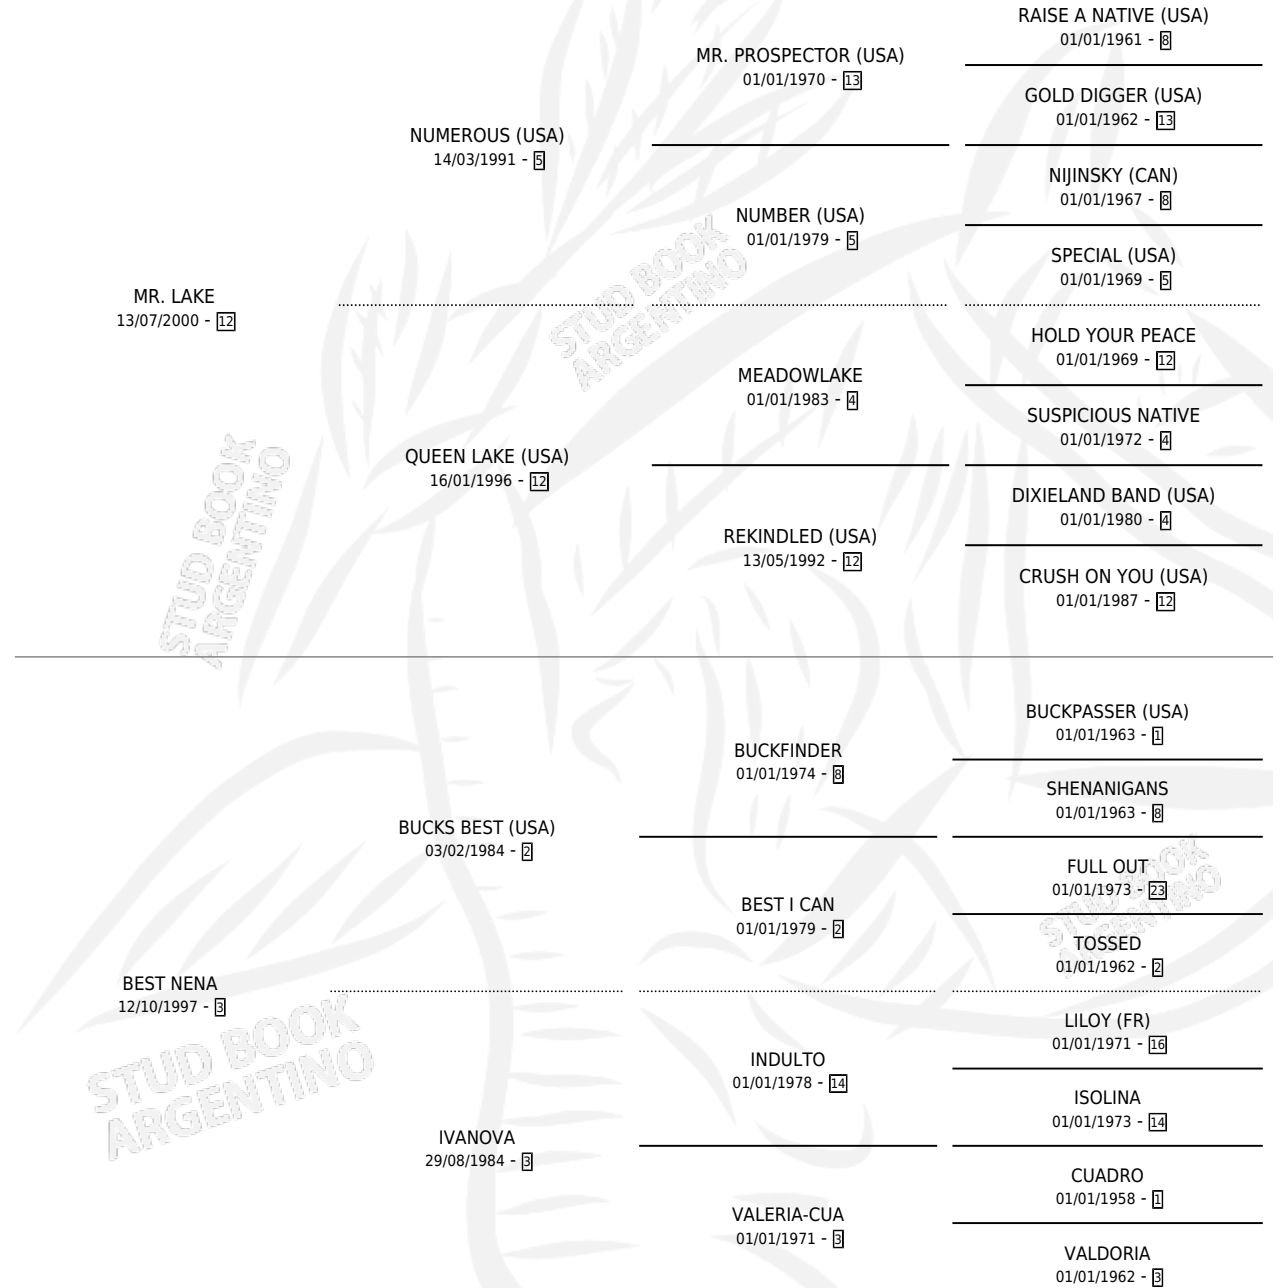 RAISE A NATIVE (USA)
01/01/1961 - 8
MR. PROSPECTOR (USA)
01/01/1970 - 13
GOLD DIGGER (USA)
01/01/1962 - 13
NUMEROUS (USA)
14/03/1991 - 5
NIJINSKY (CAN)
01/01/1967 - 8
NUMBER (USA)
01/01/1979 - 5
SPECIAL (USA)
01/01/1969 - 5
MR. LAKE
13/07/2000 - 12
HOLD YOUR PEACE
01/01/1969 - 12
MEADOWLAKE
01/01/1983 - 4
SUSPICIOUS NATIVE
01/01/1972 - 4
QUEEN LAKE (USA)
16/01/1996 - 12
DIXIELAND BAND (USA)
01/01/1980 - 4
REKINDLED (USA)
13/05/1992 - 12
CRUSH ON YOU (USA)
01/01/1987 - 12
BUCKPASSER (USA)
01/01/1963 - 1
BUCKFINDER
01/01/1974 - 8
SHENANIGANS
01/01/1963 - 8
BUCKS BEST (USA)
03/02/1984 - 2
FULL OUT
01/01/1973 - 23
BEST I CAN
01/01/1979 - 2
TOSSED
01/01/1962 - 2
BEST NENA
12/10/1997 - 3
LILOY (FR)
01/01/1971 - 16
INDULTO
01/01/1978 - 14
ISOLINA
01/01/1973 - 14
IVANOVA
29/08/1984 - 3
CUADRO
01/01/1958 - 1
VALERIA-CUA
01/01/1971 - 3
VALDORIA
01/01/1962 - 3
STUD BOOK
ARGENTINO
STUD BOOK
ARGENTINO
STUD BOOK
ARGENTINO
STUD BOOK
ARGENTINO